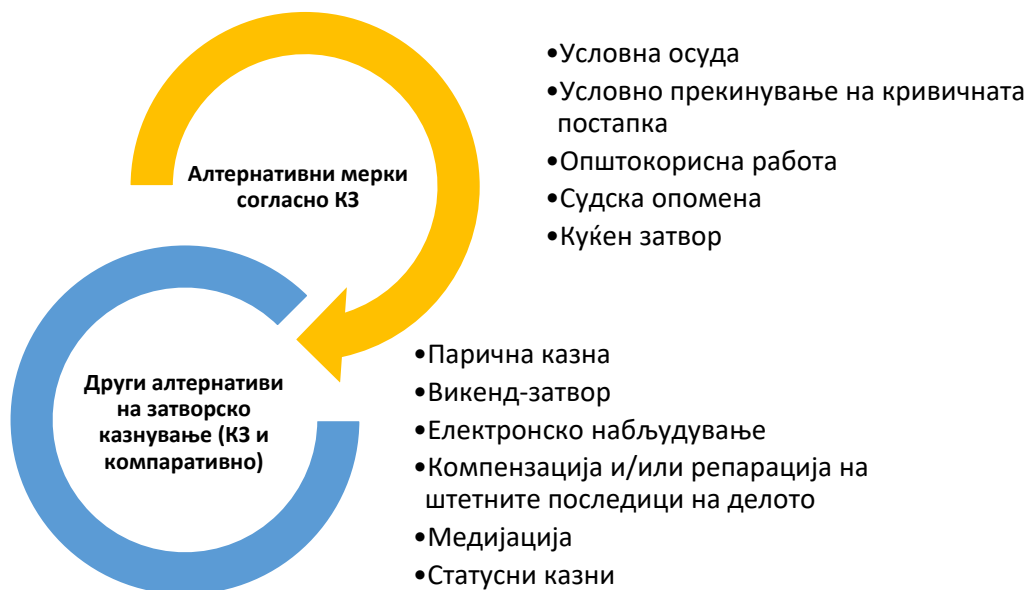 Алтернативни мерки
согласно КЗ
•Условна осуда
•Условно прекинување на кривичната
постапка
•Општокорисна работа
•Судска опомена
•Куќен затвор
Други алтернативи
на затворско
казнување (КЗ и
компаративно)
•Парична казна
•Викенд-затвор
•Електронско набљудување
•Компензација и/или репарација на
штетните последици на делото
•Медијација
•Статусни казни